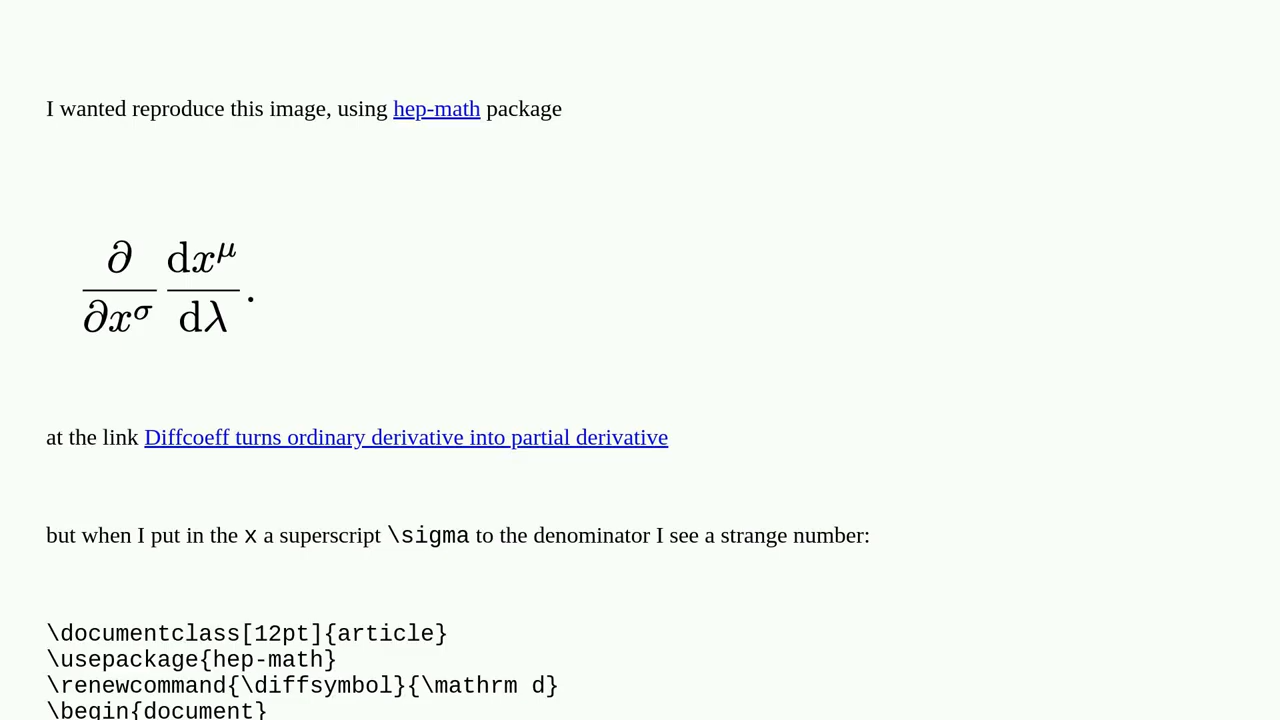 I wanted reproduce this image, using hep-math package
∂ dxᵘ
∂x^σ dλ .
at the link Diffcoeff turns ordinary derivative into partial derivative
but when I put in the x a superscript \sigma to the denominator I see a strange number:
\documentclass[12pt]{article}
\usepackage{hep-math}
\renewcommand{\diffsymbol}{\mathrm d}
\begin{document}